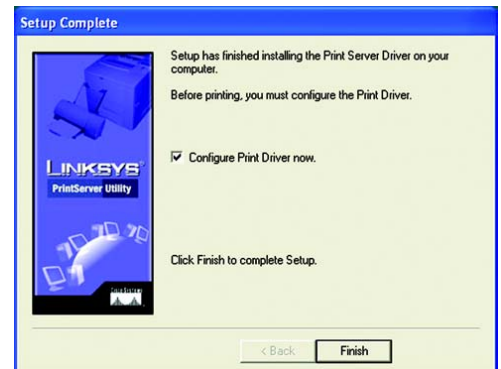 Setup Complete
Setup has finished installing the Print Server Driver on your
computer.
Before printing, you must configure the Print Driver.
Configure Print Driver now.
LINKSYS®
PrintServer Utility
Click Finish to complete Setup.
< Back
Finish